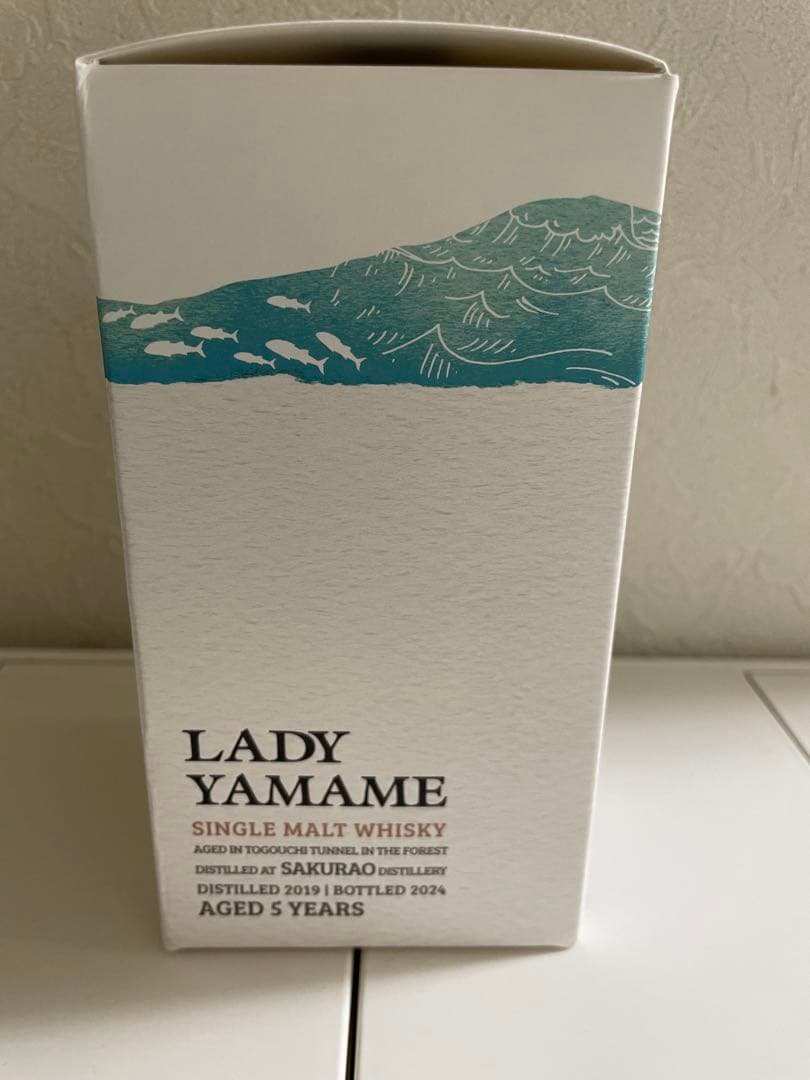 LADY
YAMAME
SINGLE MALT WHISKY
AGED IN TOGOUCHI TUNNEL IN THE FOREST
DISTILLED AT SAKURAO DISTILLERY
DISTILLED 2019 | BOTTLED 2024
AGED 5 YEARS